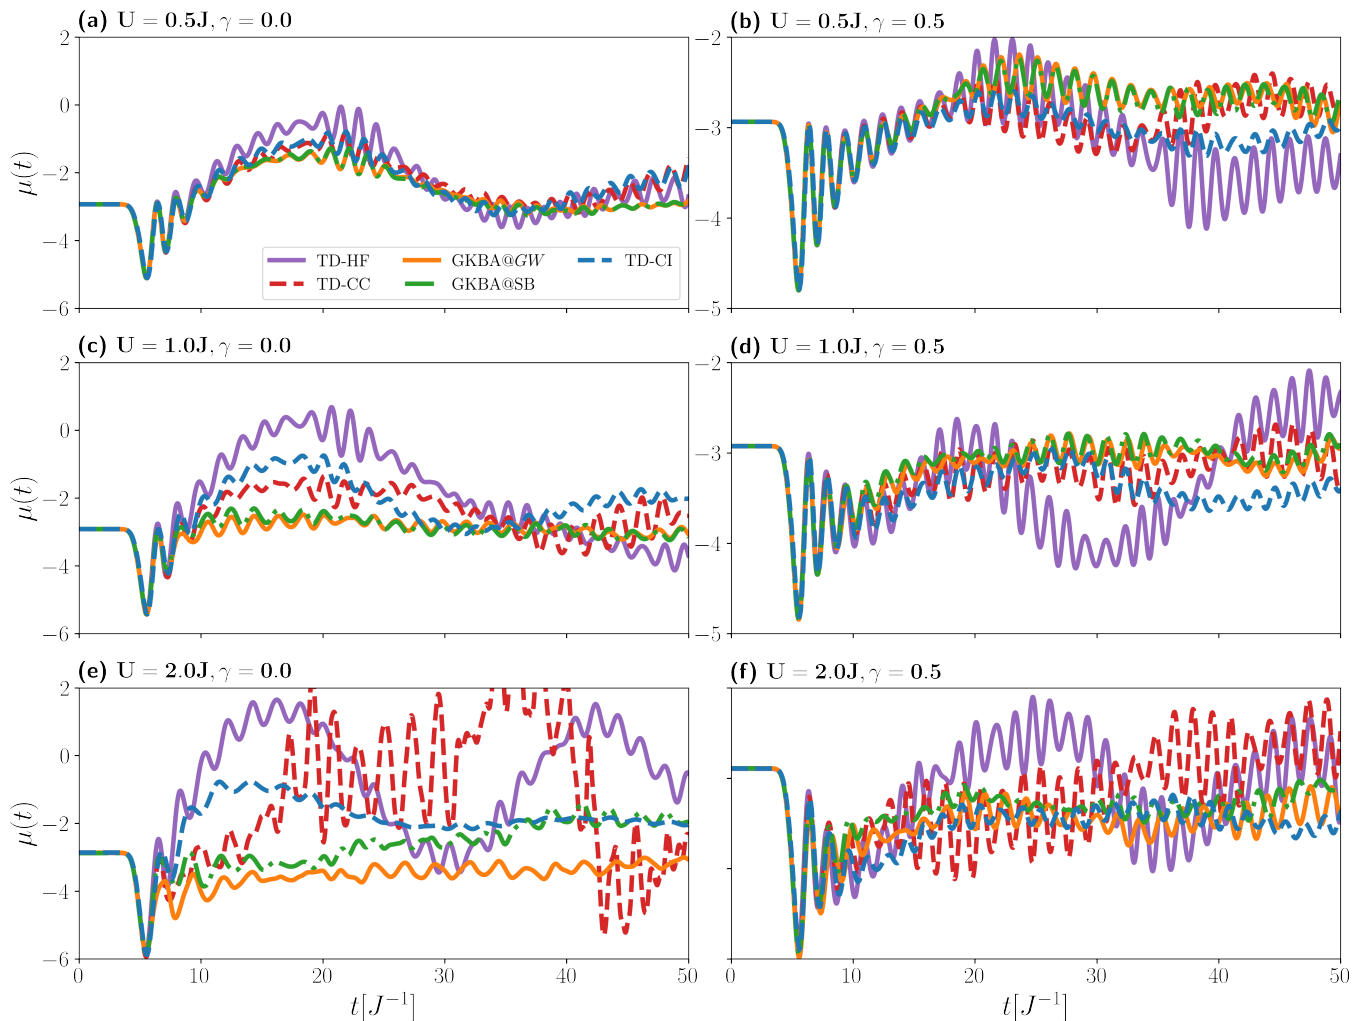 (a) U = 0.5J, γ = 0.0
(b) U = 0.5J, γ = 0.5
2
0
−2
−4
−6
μ(t)
TD-HF
TD-CC
GKBA@GW
GKBA@SB
TD-CI
−2
−3
−4
−5
(c) U = 1.0J, γ = 0.0
(d) U = 1.0J, γ = 0.5
2
0
−2
−4
−6
μ(t)
−2
−3
−4
−5
(e) U = 2.0J, γ = 0.0
(f) U = 2.0J, γ = 0.5
2
0
−2
−4
−6
μ(t)
0 10 20 30 40 50
0 10 20 30 40 50
t[J⁻¹]
t[J⁻¹]